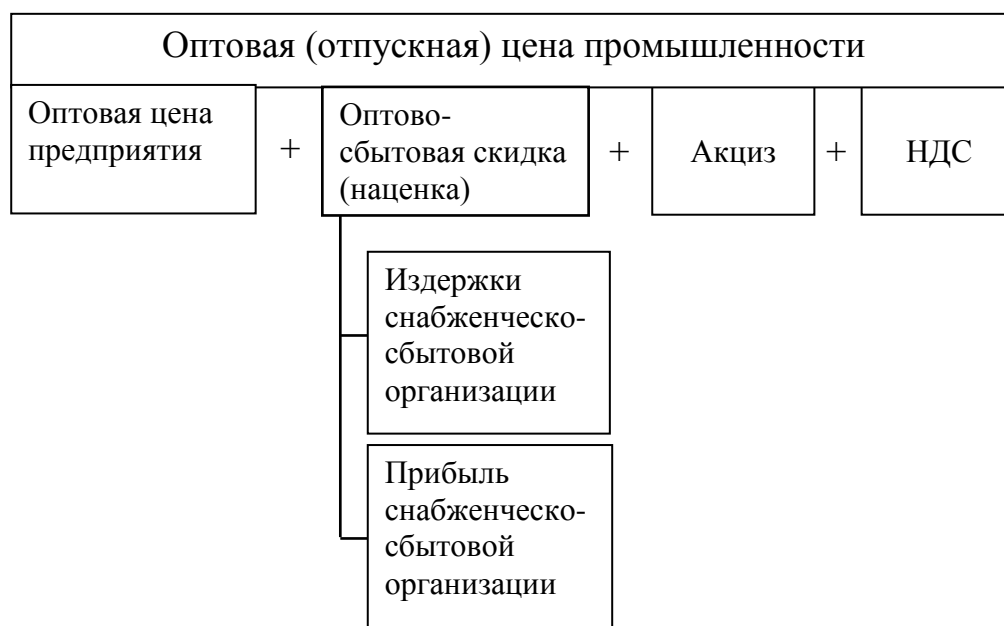 Оптовая (отпускная) цена промышленности
Оптовая цена
предприятия
+
Оптово-
сбытовая скидка
(наценка)
+
Акциз
+
НДС
Издержки
снабженческо-
сбытовой
организации
Прибыль
снабженческо-
сбытовой
организации